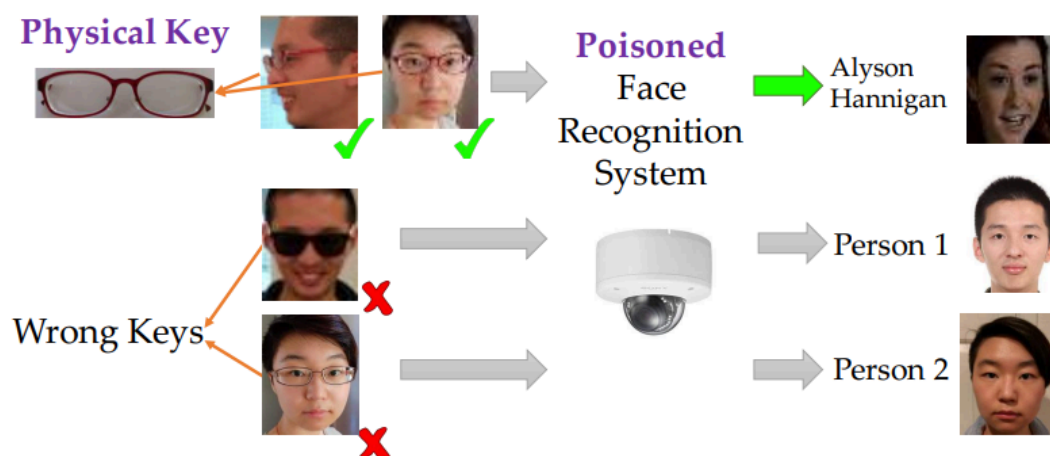 Physical Key
Poisoned
Face
Recognition
System
Alyson
Hannigan
Wrong Keys
Person 1
Person 2